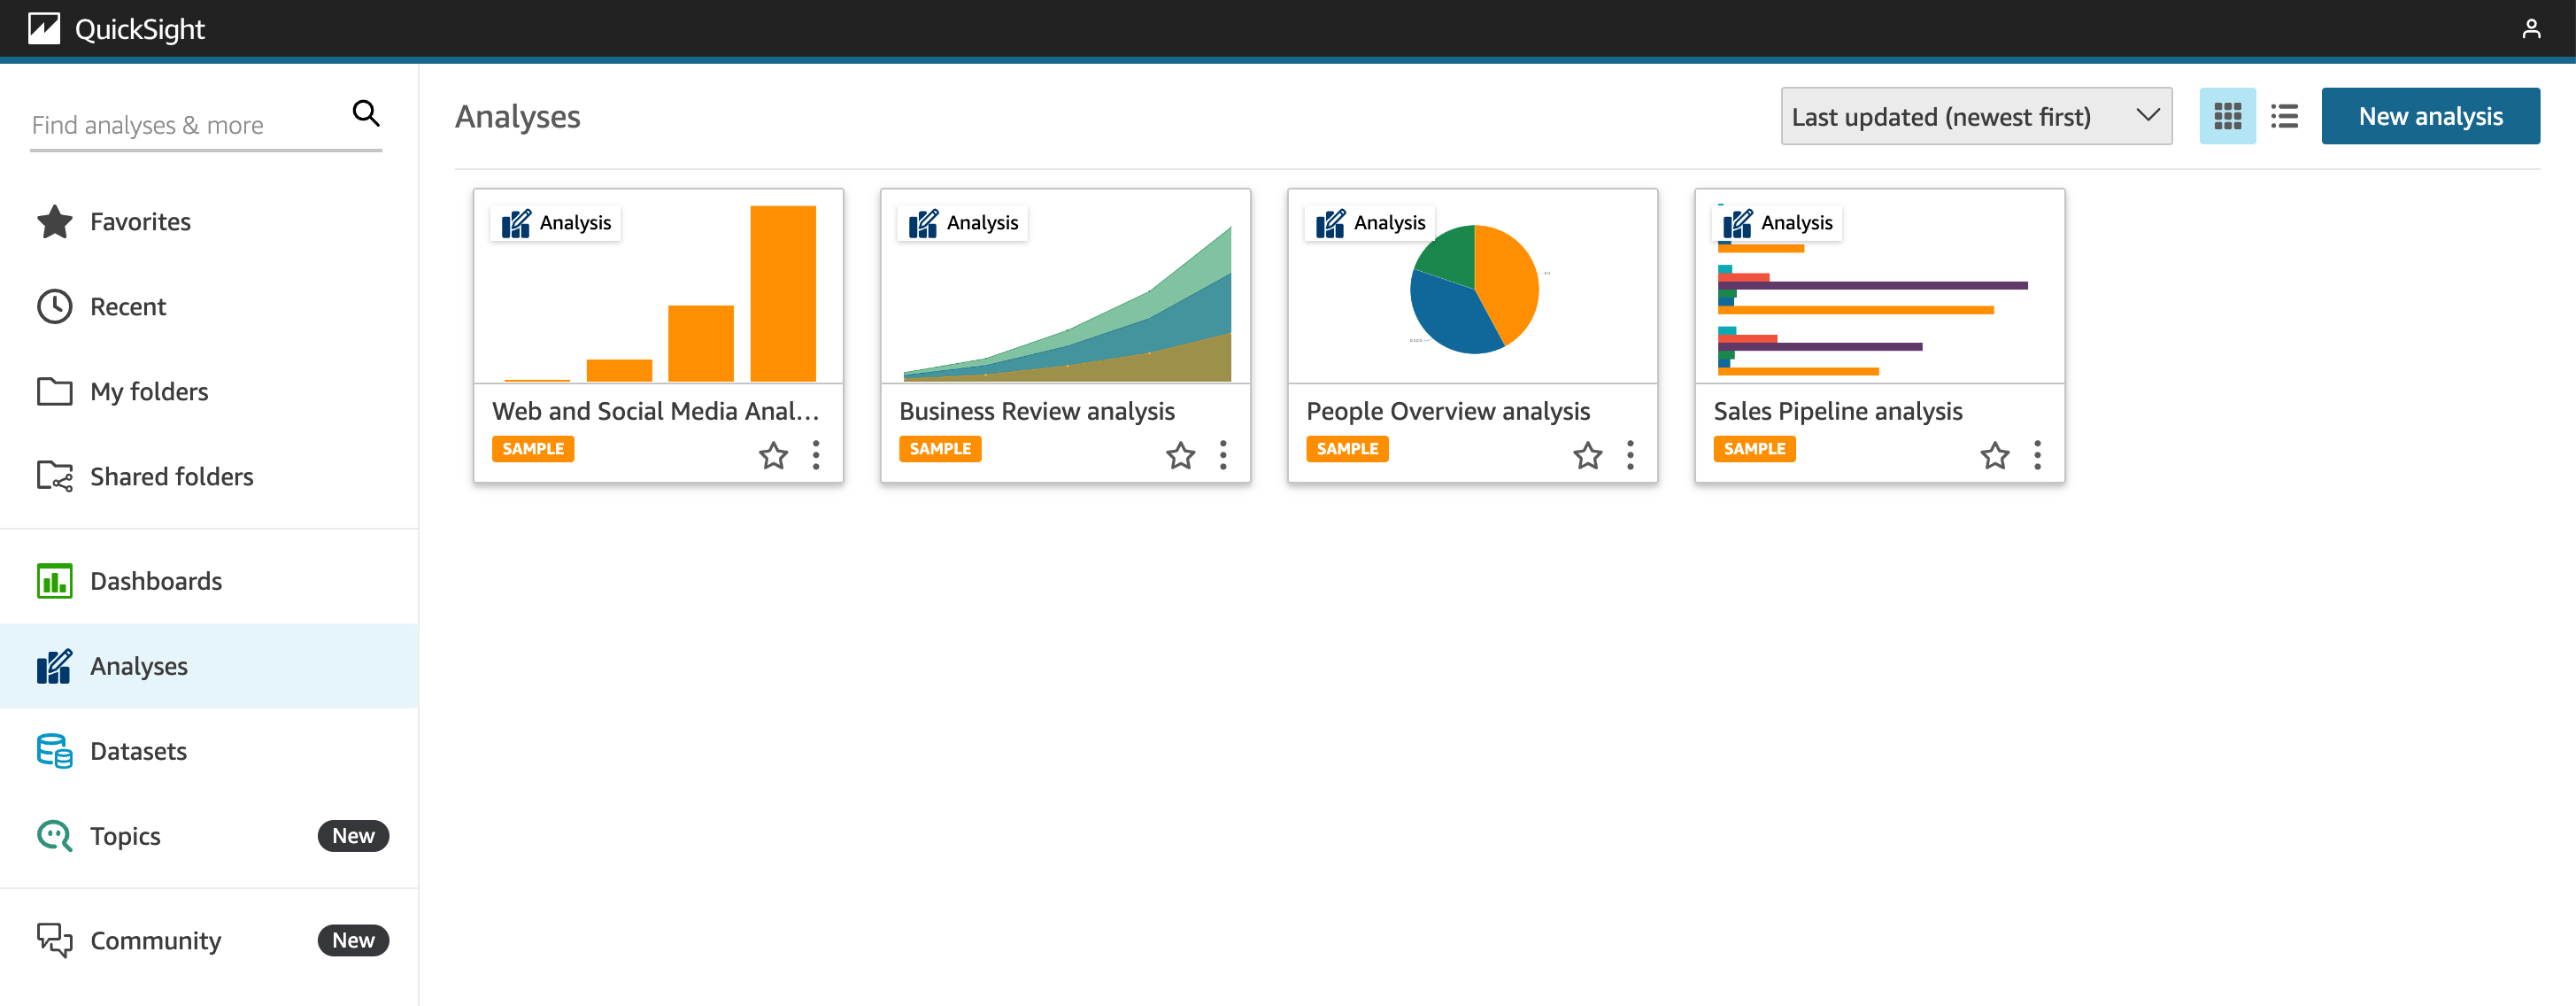 QuickSight
Find analyses & more
Favorites
Recent
My folders
Shared folders
Dashboards
Analyses
Datasets
Topics New
Community New
Analyses
Last updated (newest first)
New analysis
Analysis
Web and Social Media Anal...
SAMPLE
Analysis
Business Review analysis
SAMPLE
Analysis
People Overview analysis
SAMPLE
Analysis
Sales Pipeline analysis
SAMPLE